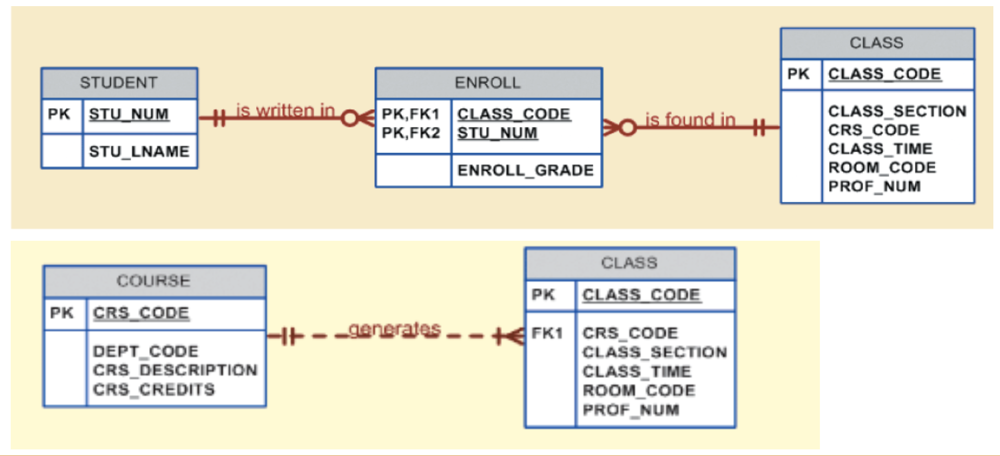 STUDENT
PK STU_NUM
STU_LNAME
is written in
ENROLL
PK,FK1 CLASS_CODE
PK,FK2 STU_NUM
ENROLL_GRADE
is found in
CLASS
PK CLASS_CODE
CLASS_SECTION
CRS_CODE
CLASS_TIME
ROOM_CODE
PROF_NUM
COURSE
PK CRS_CODE
DEPT_CODE
CRS_DESCRIPTION
CRS_CREDITS
generates
CLASS
PK CLASS_CODE
FK1 CRS_CODE
CLASS_SECTION
CLASS_TIME
ROOM_CODE
PROF_NUM